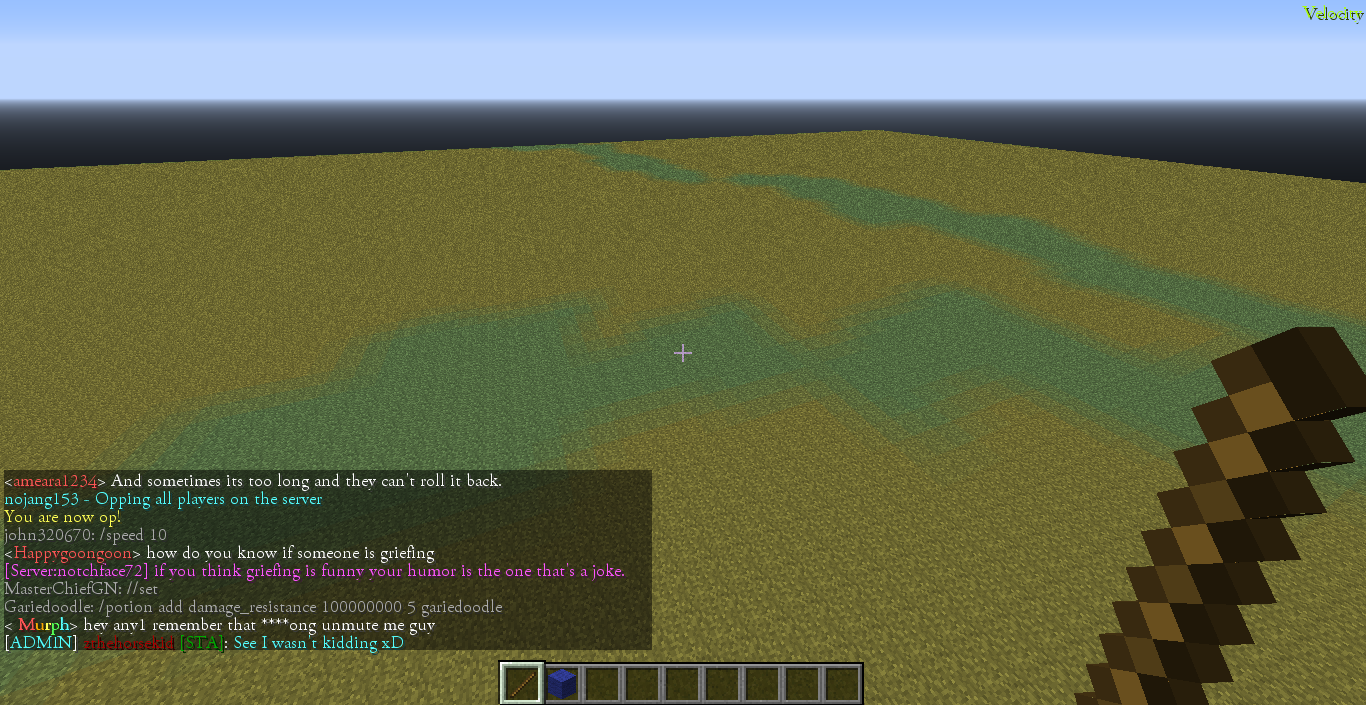 Velocity
<ameara1234> And sometimes its too long and they can't roll it back.
nojang153 - Opping all players on the server
You are now op!
john320670: /speed 10
<Happygoongoon> how do you know if someone is griefing
[Server:notchface72] if you think griefing is funny your humor is the one that's a joke.
MasterChiefGN: //set
Gariedoodle: /potion add damage_resistance 100000000 5 gariedoodle
< Murph> hey any1 remember that ****ong unmute me guy
[ADMIN] [STA]: See I wasn t kidding xD